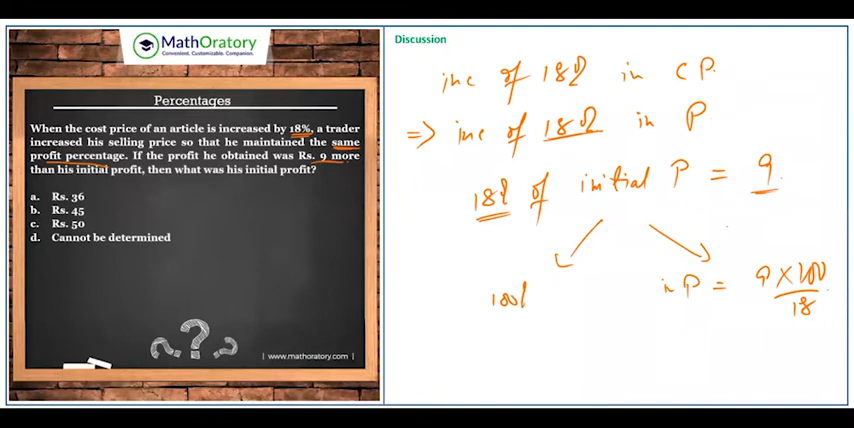 MathOratory
Convenient. Customizable. Companion.
Percentages
When the cost price of an article is increased by 18%, a trader
increased his selling price so that he maintained the same
profit percentage. If the profit he obtained was Rs. 9 more
than his initial profit, then what was his initial profit?
a. Rs. 36
b. Rs. 45
c. Rs. 50
d. Cannot be determined
| www.mathoratory.com |
Discussion
inc of 18% in CP.
=> inc of 18% in P
18% of initial P = 9
100%
in P = 9 × 100
18